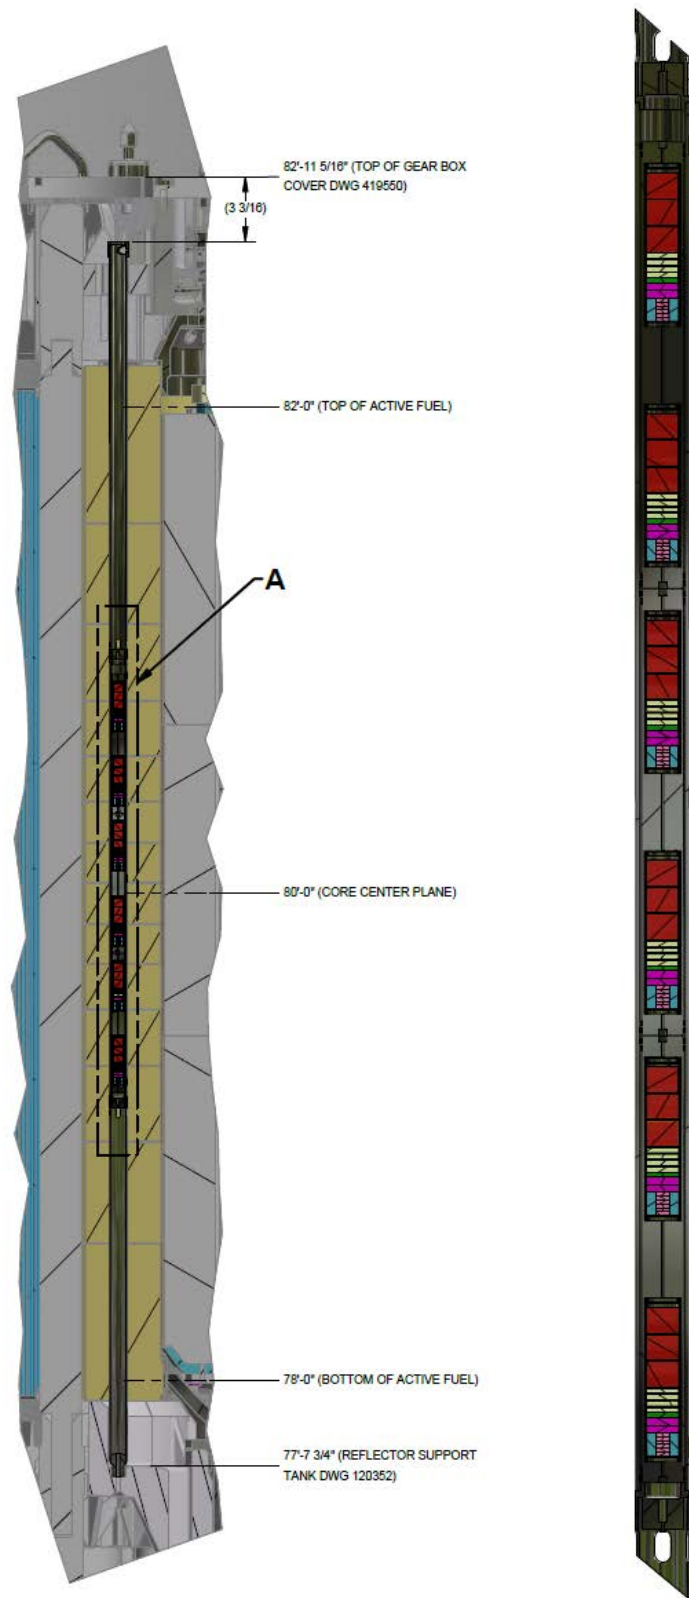 82'-11 5/16" (TOP OF GEAR BOX
COVER DWG 419550)
(3 3/16)
82'-0" (TOP OF ACTIVE FUEL)
A
80'-0" (CORE CENTER PLANE)
78'-0" (BOTTOM OF ACTIVE FUEL)
77'-7 3/4" (REFLECTOR SUPPORT
TANK DWG 120352)